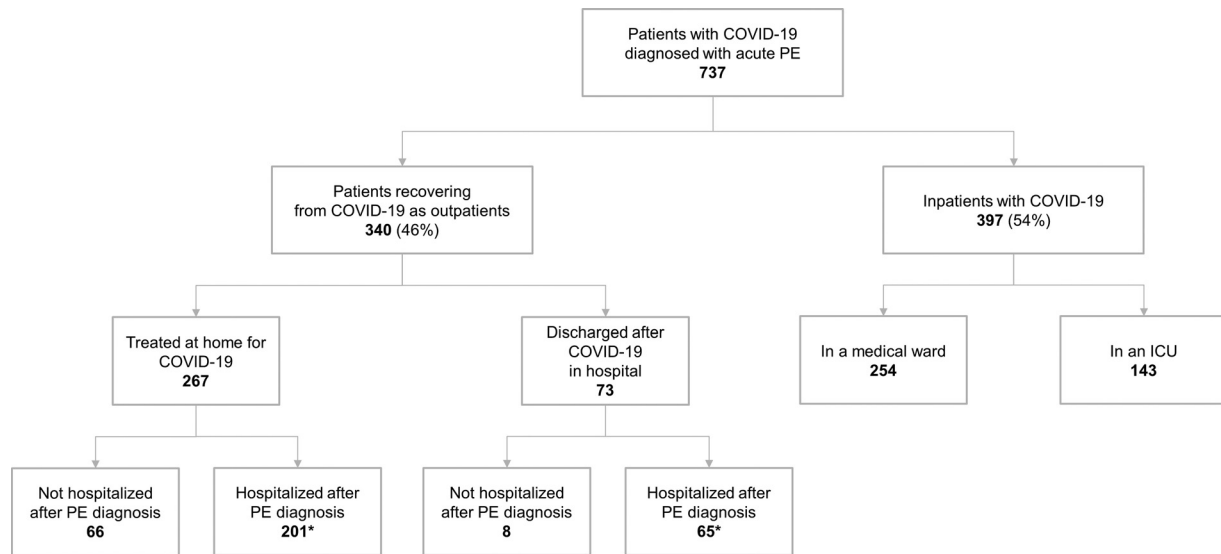 Patients with COVID-19
diagnosed with acute PE
737
Patients recovering
from COVID-19 as outpatients
340 (46%)
Inpatients with COVID-19
397 (54%)
Treated at home for
COVID-19
267
Discharged after
COVID-19
in hospital
73
In a medical ward
254
In an ICU
143
Not hospitalized
after PE diagnosis
66
Hospitalized after
PE diagnosis
201*
Not hospitalized
after PE diagnosis
8
Hospitalized after
PE diagnosis
65*